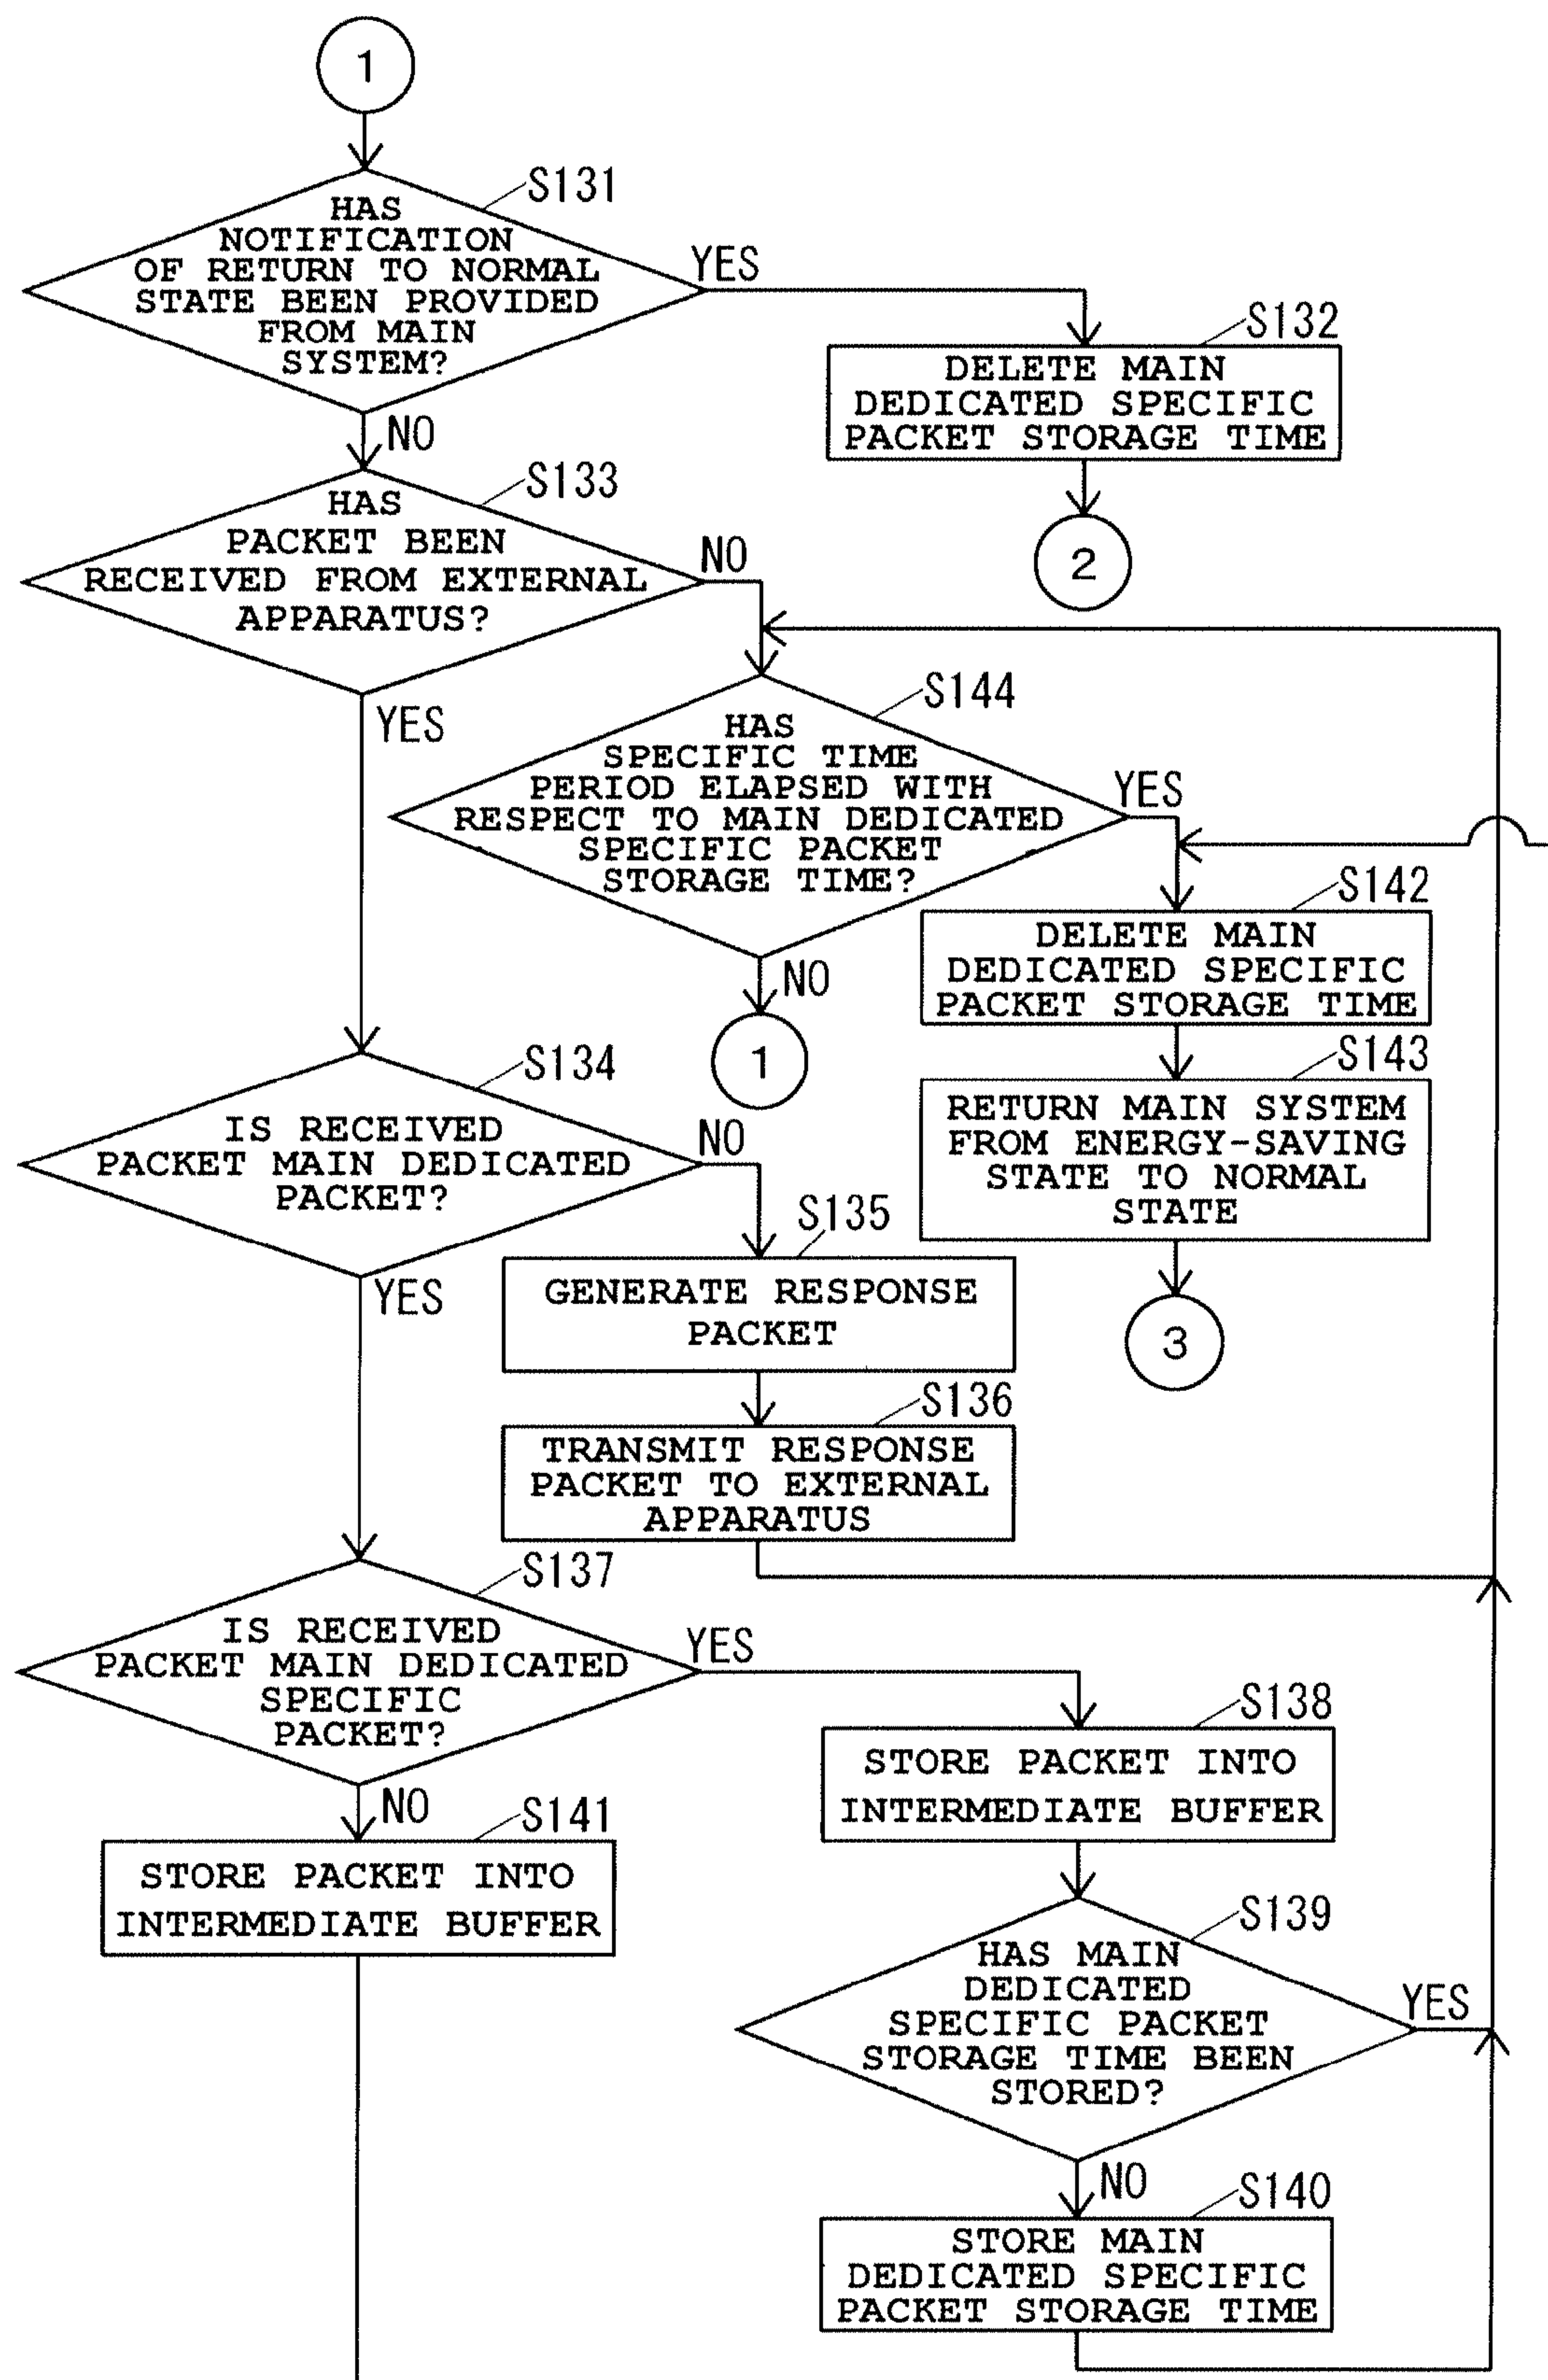 1
S131
HAS
NOTIFICATION
OF RETURN TO NORMAL
STATE BEEN PROVIDED
FROM MAIN
SYSTEM?
YES
NO
S132
DELETE MAIN
DEDICATED SPECIFIC
PACKET STORAGE TIME
2
S133
HAS
PACKET BEEN
RECEIVED FROM EXTERNAL
APPARATUS?
NO
YES
S144
HAS
SPECIFIC TIME
PERIOD ELAPSED WITH
RESPECT TO MAIN DEDICATED
SPECIFIC PACKET
STORAGE TIME?
YES
NO
1
S142
DELETE MAIN
DEDICATED SPECIFIC
PACKET STORAGE TIME
S143
RETURN MAIN SYSTEM
FROM ENERGY-SAVING
STATE TO NORMAL
STATE
3
S134
IS RECEIVED
PACKET MAIN DEDICATED
PACKET?
NO
YES
S135
GENERATE RESPONSE
PACKET
S136
TRANSMIT RESPONSE
PACKET TO EXTERNAL
APPARATUS
S137
IS RECEIVED
PACKET MAIN DEDICATED
SPECIFIC
PACKET?
YES
NO
S138
STORE PACKET INTO
INTERMEDIATE BUFFER
S141
STORE PACKET INTO
INTERMEDIATE BUFFER
S139
HAS MAIN
DEDICATED
SPECIFIC PACKET
STORAGE TIME BEEN
STORED?
YES
NO
S140
STORE MAIN
DEDICATED SPECIFIC
PACKET STORAGE TIME